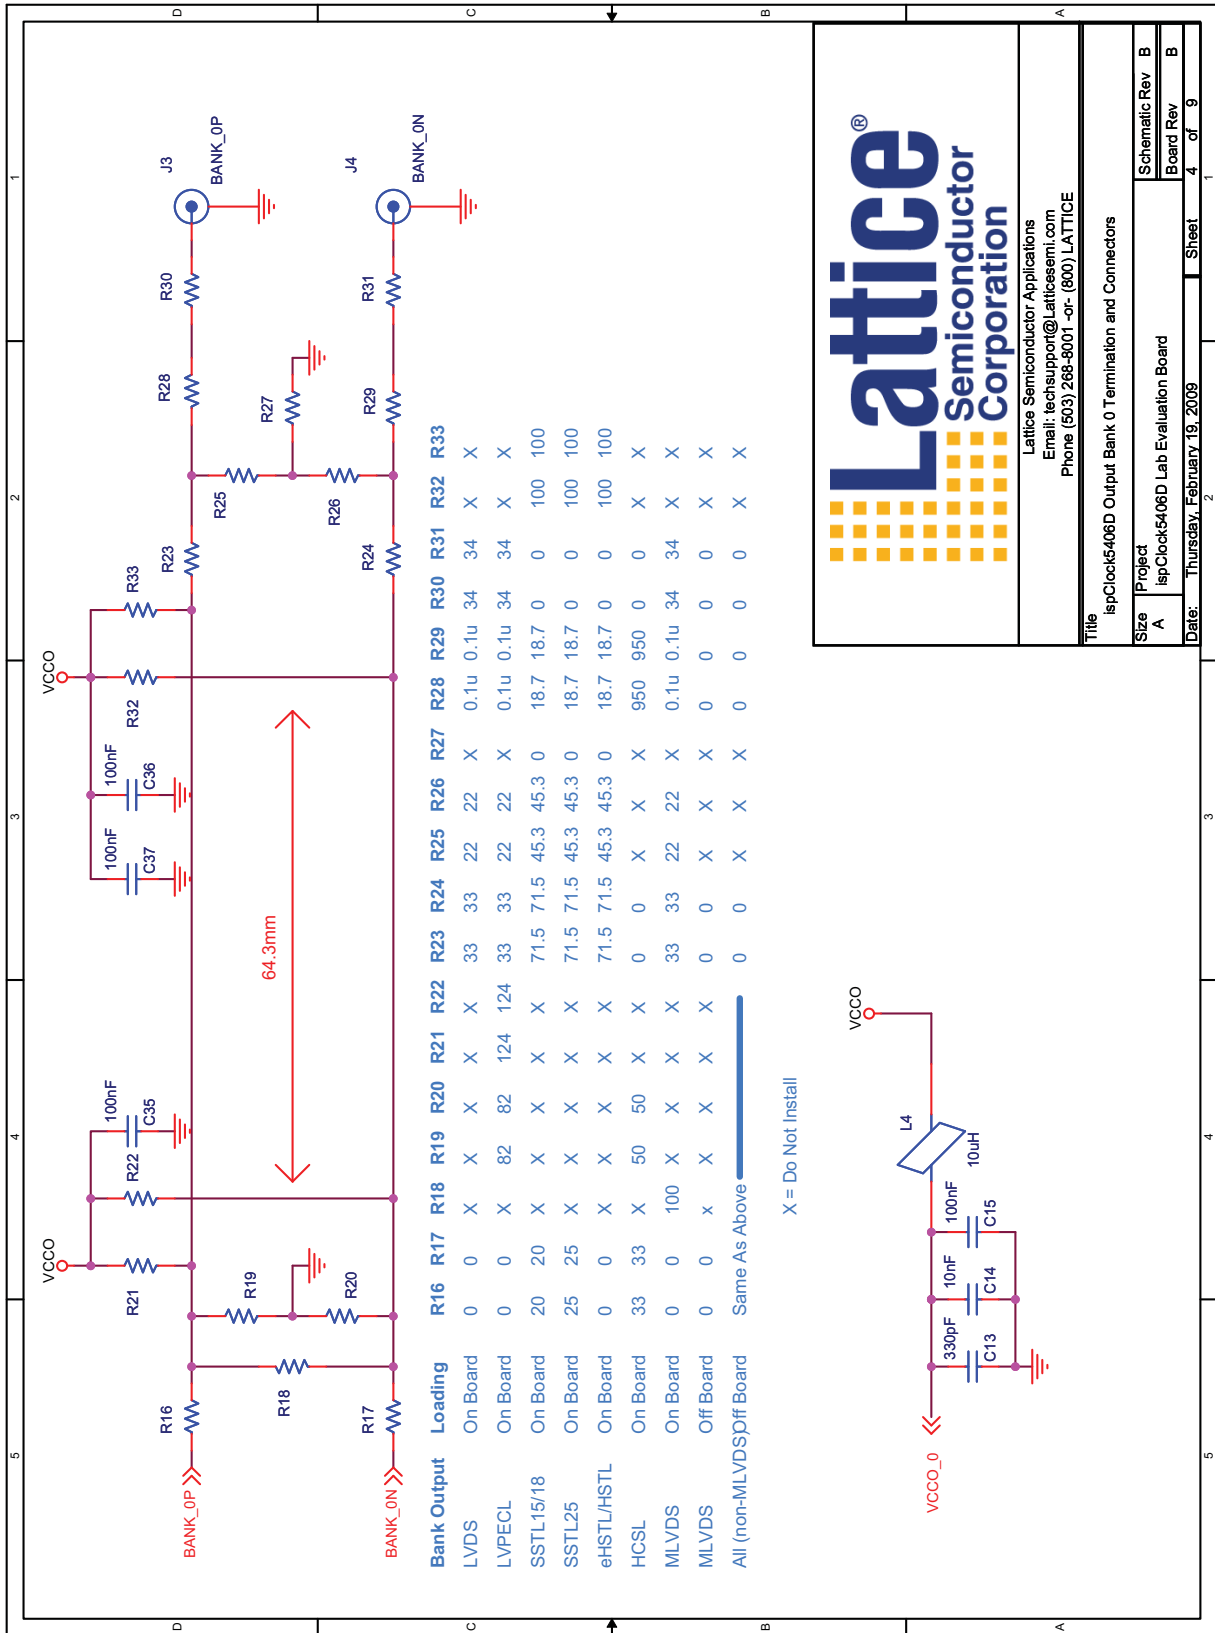 5
4
3
2
1
D
D
C
C
B
B
A
A
VCCO
VCCO
R21
R22
100nF
C35
100nF
C37
100nF
C36
R32
R33
BANK_0P
R16
R19
R18
R20
64.3mm
R23
R25
R26
R28
R27
R30
J3
BANK_0P
BANK_0N
R17
R24
R29
R31
J4
BANK_0N
Bank Output Loading R16 R17 R18 R19 R20 R21 R22 R23 R24 R25 R26 R27 R28 R29 R30 R31 R32 R33
LVDS On Board 0 0 X X X X X 33 33 22 22 X 0.1u 0.1u 34 34 X X
LVPECL On Board 0 0 X 82 82 124 124 33 33 22 22 X 0.1u 0.1u 34 34 X X
SSTL15/18 On Board 20 20 X X X X X 71.5 71.5 45.3 45.3 0 18.7 18.7 0 0 100 100
SSTL25 On Board 25 25 X X X X X 71.5 71.5 45.3 45.3 0 18.7 18.7 0 0 100 100
eHSTL/HSTL On Board 0 0 X X X X X 71.5 71.5 45.3 45.3 0 18.7 18.7 0 0 100 100
HCSL On Board 33 33 X 50 50 X X 0 0 X X X 950 950 0 0 X X
MLVDS On Board 0 0 100 X X X X 33 33 22 22 X 0.1u 0.1u 34 34 X X
MLVDS Off Board 0 0 x X X X X 0 0 X X X 0 0 0 0 X X
All (non-MLVDS)Off Board Same As Above 0 0 X X X 0 0 0 0 X X
X = Do Not Install
VCCO_0
330pF
C13
10nF
C14
100nF
C15
L4
10uH
VCCO
Lattice®
Semiconductor
Corporation
Lattice Semiconductor Applications
Email: techsupport@Latticesemi.com
Phone (503) 268-8001 -or- (800) LATTICE
Title
ispClock5406D Output Bank 0 Termination and Connectors
Size Project Schematic Rev B
A ispClock5406D Lab Evaluation Board Board Rev B
Date: Thursday, February 19, 2009 Sheet 4 of 9
5
4
3
2
1